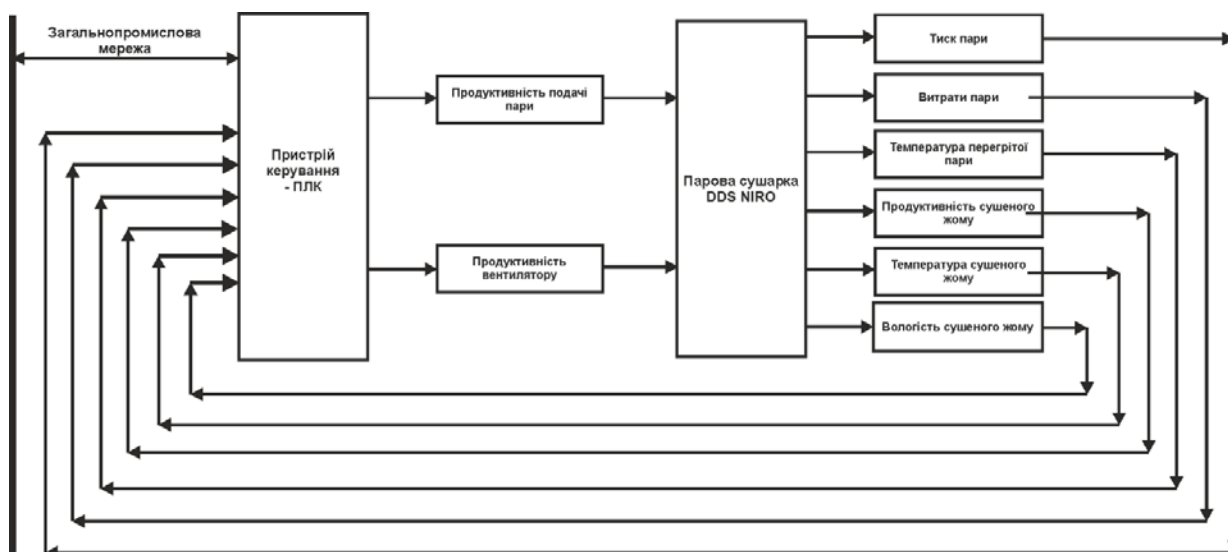 Загальнопромислова
мережа
Пристрій
керування
- ПЛК
Продуктивність подачі
пари
Продуктивність
вентилятору
Парова сушарка
DDS NIRO
Тиск пари
Витрати пари
Температура перегрітої
пари
Продуктивність сушеного
жому
Температура сушеного
жому
Вологість сушеного жому